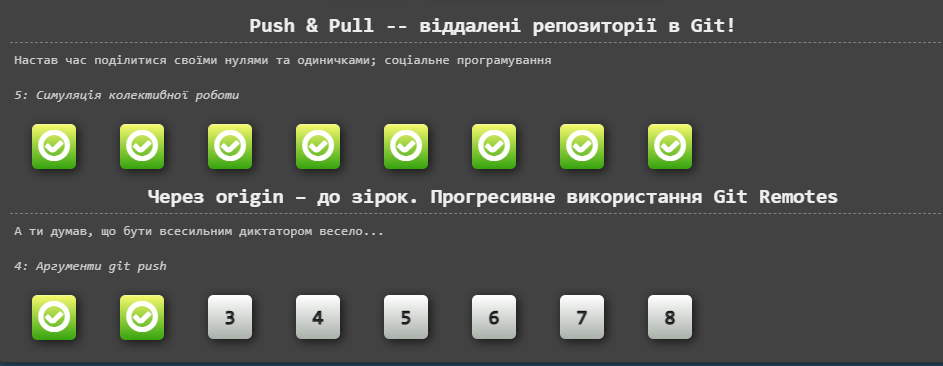 Push & Pull -- віддалені репозиторії в Git!
Настав час поділитися своїми нулями та одиничками; соціальне програмування
5: Симуляція колективної роботи
Через origin – до зірок. Прогресивне використання Git Remotes
А ти думав, що бути всесильним диктатором весело...
4: Аргументи git push
3 4 5 6 7 8